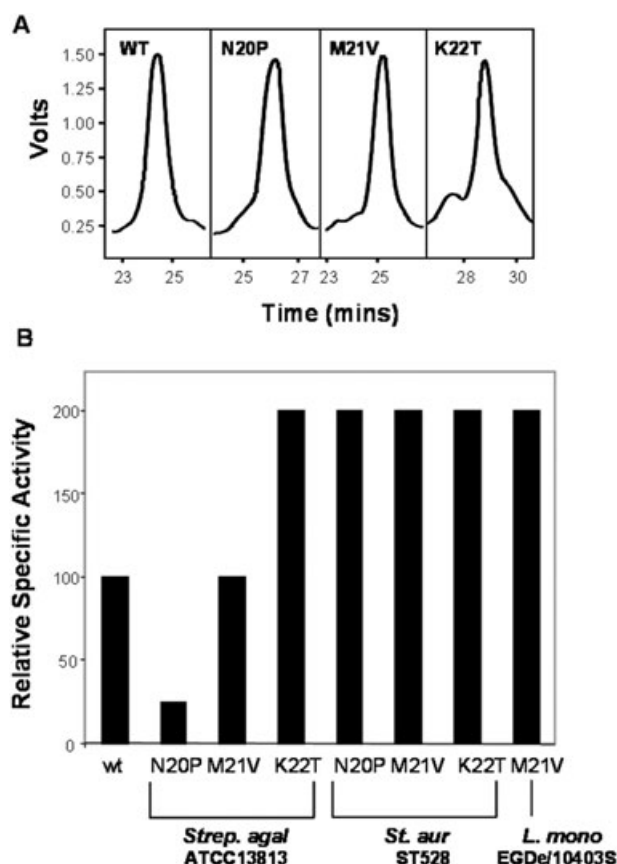 A
WT N20P M21V K22T
Volts
1.50
1.25
1.00
0.75
0.50
0.25
23 25 25 27 23 25 28 30
Time (mins)
B
Relative Specific Activity
200
150
100
50
0
wt N20P M21V K22T N20P M21V K22T M21V
Strep. agal St. aur L. mono
ATCC13813 ST528 EGDe/10403S